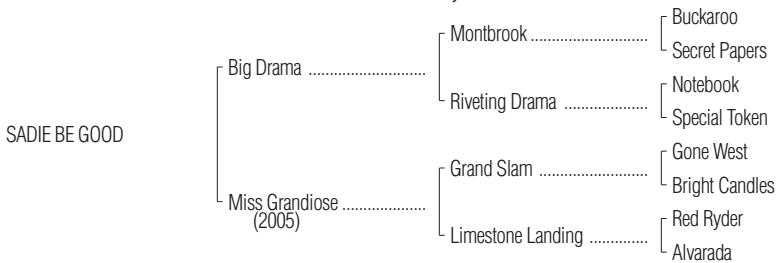 Buckaroo
Montbrook ............................
Secret Papers
Big Drama ............................
Notebook
Riveting Drama ....................
Special Token
SADIE BE GOOD
Gone West
Grand Slam ..........................
Bright Candles
Miss Grandiose ....................
(2005)
Red Ryder
Limestone Landing ..............
Alvarada